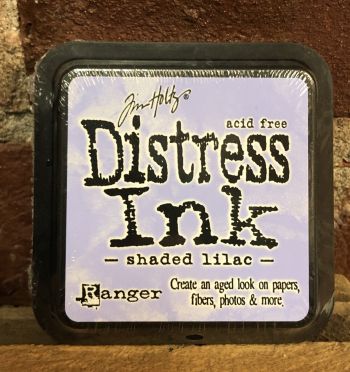 Tim Holtz®
acid free
Distress
Ink
— shaded lilac —
Ranger
Create an aged look on papers,
fibers, photos & more.